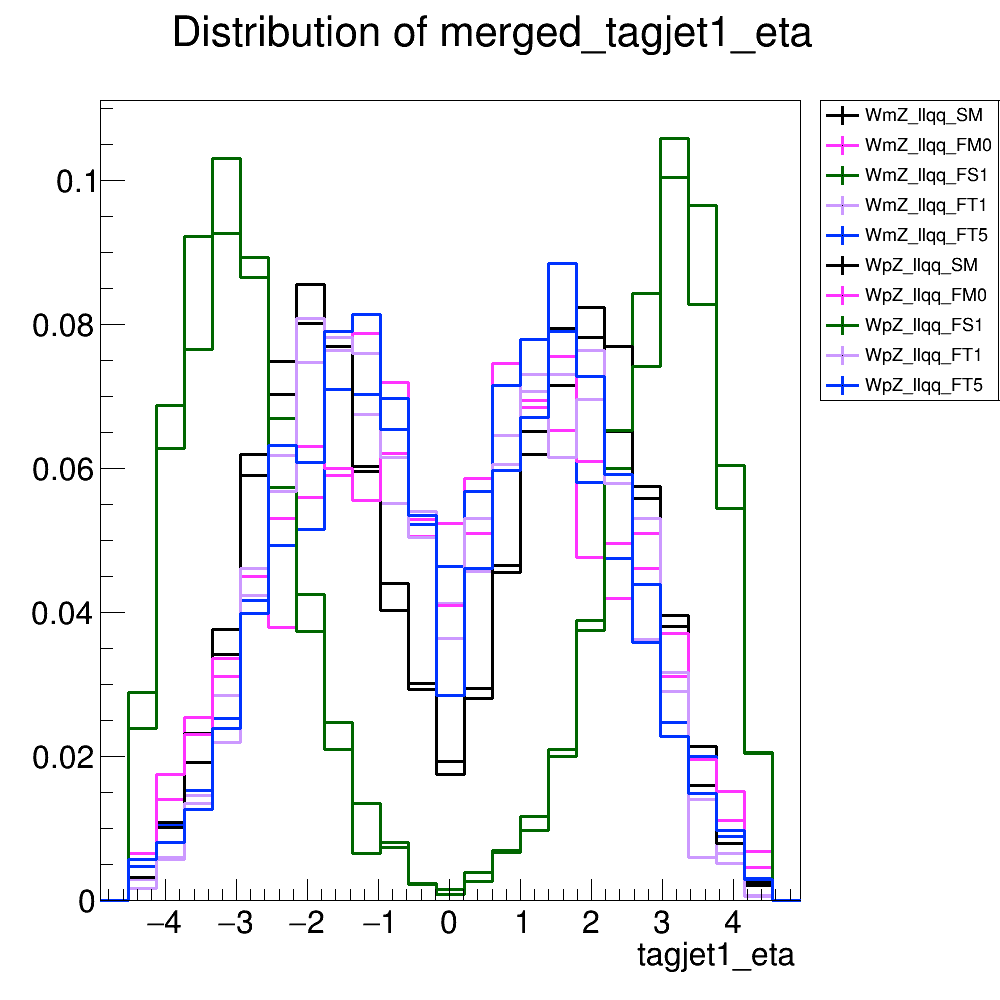 Distribution of merged_tagjet1_eta
WmZ_llqq_SM
WmZ_llqq_FM0
WmZ_llqq_FS1
WmZ_llqq_FT1
WmZ_llqq_FT5
WpZ_llqq_SM
WpZ_llqq_FM0
WpZ_llqq_FS1
WpZ_llqq_FT1
WpZ_llqq_FT5
0.1
0.08
0.06
0.04
0.02
0
−4 −3 −2 −1 0 1 2 3 4
tagjet1_eta